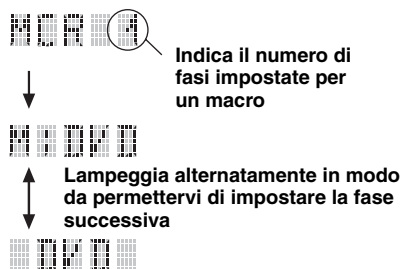 MCR 1
Indica il numero di
fasi impostate per
un macro
M:DVD
Lampeggia alternatamente in modo
da permettervi di impostare la fase
successiva
DVD